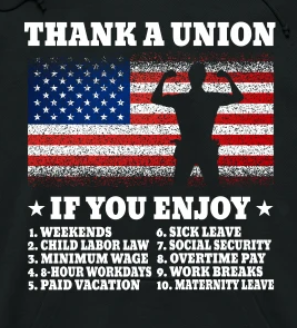 THANK A UNION
★ IF YOU ENJOY ★
1. WEEKENDS
2. CHILD LABOR LAW
3. MINIMUM WAGE
4. 8-HOUR WORKDAYS
5. PAID VACATION
6. SICK LEAVE
7. SOCIAL SECURITY
8. OVERTIME PAY
9. WORK BREAKS
10. MATERNITY LEAVE